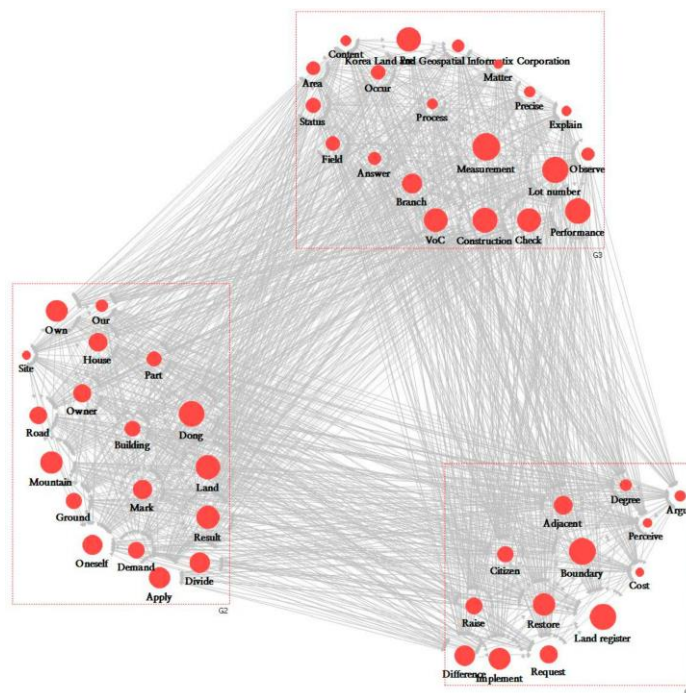 Content
Korea Land and Geospatial Informatix Corporation
Matter
Area
Occur
Precise
Status
Process
Explain
Field
Answer
Measurement
Observe
Branch
Lot number
VoC
Construction
Check
Performance
G3
Own
Our
House
Site
Part
Owner
Road
Building
Dong
Mountain
Land
Ground
Mark
Result
Oneself
Demand
Divide
Apply
G2
Degree
Argu
Adjacent
Perceive
Citizen
Boundary
Cost
Raise
Restore
Land register
Difference
Implement
Request